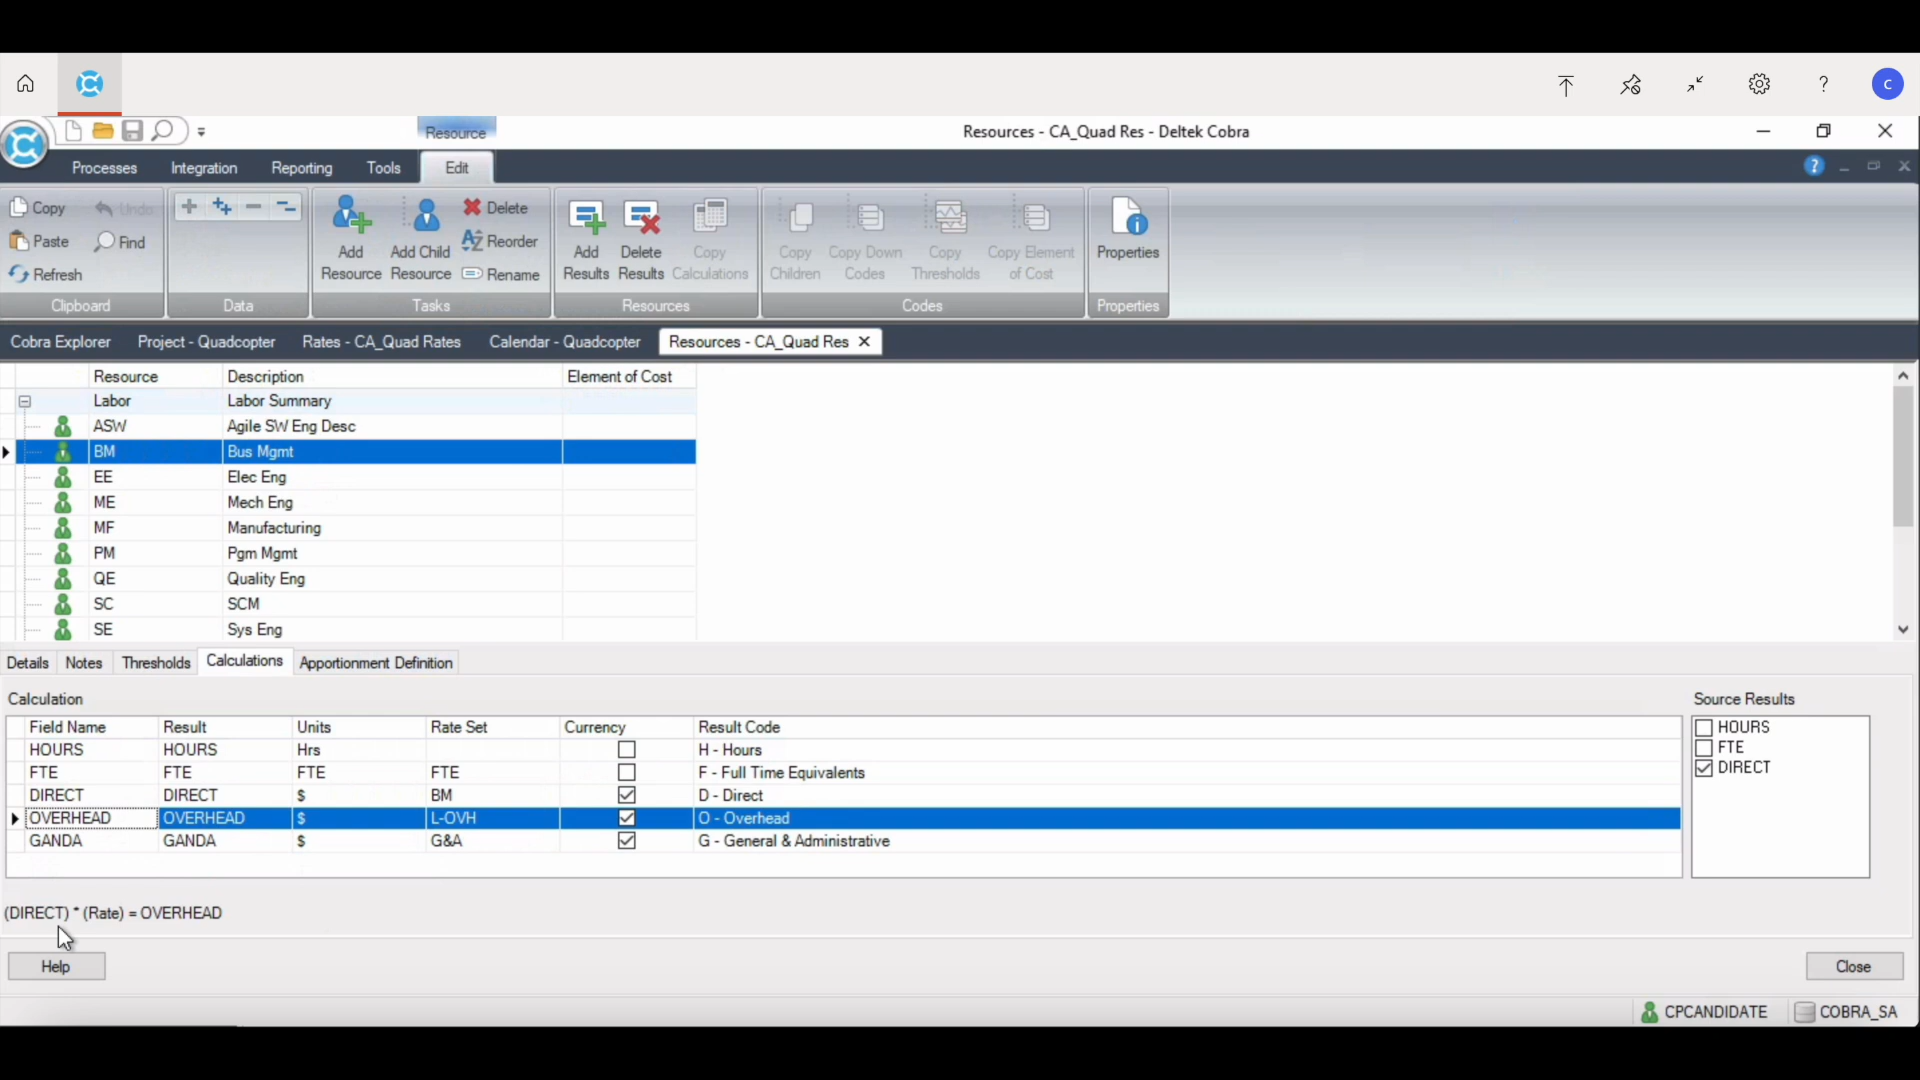 C
Resource
Resources - CA_Quad Res - Deltek Cobra
Processes Integration Reporting Tools Edit
Copy Undo
Paste Find
Refresh
Clipboard
Data
Add Resource
Add Child Resource
Delete
Reorder
Rename
Tasks
Add Results
Delete Results
Copy Calculations
Resources
Copy Children
Copy Down Codes
Copy Thresholds
Copy Element of Cost
Codes
Properties
Properties
Cobra Explorer Project - Quadcopter Rates - CA_Quad Rates Calendar - Quadcopter Resources - CA_Quad Res
Resource Description Element of Cost
Labor Labor Summary
ASW Agile SW Eng Desc
BM Bus Mgmt
EE Elec Eng
ME Mech Eng
MF Manufacturing
PM Pgm Mgmt
QE Quality Eng
SC SCM
SE Sys Eng
Details Notes Thresholds Calculations Apportionment Definition
Calculation
Field Name Result Units Rate Set Currency Result Code
HOURS HOURS Hrs H - Hours
FTE FTE FTE FTE F - Full Time Equivalents
DIRECT DIRECT $ BM D - Direct
OVERHEAD OVERHEAD $ L-OVH O - Overhead
GANDA GANDA $ G&A G - General & Administrative
Source Results
HOURS
FTE
DIRECT
(DIRECT) * (Rate) = OVERHEAD
Help Close
CPCANDIDATE COBRA_SA